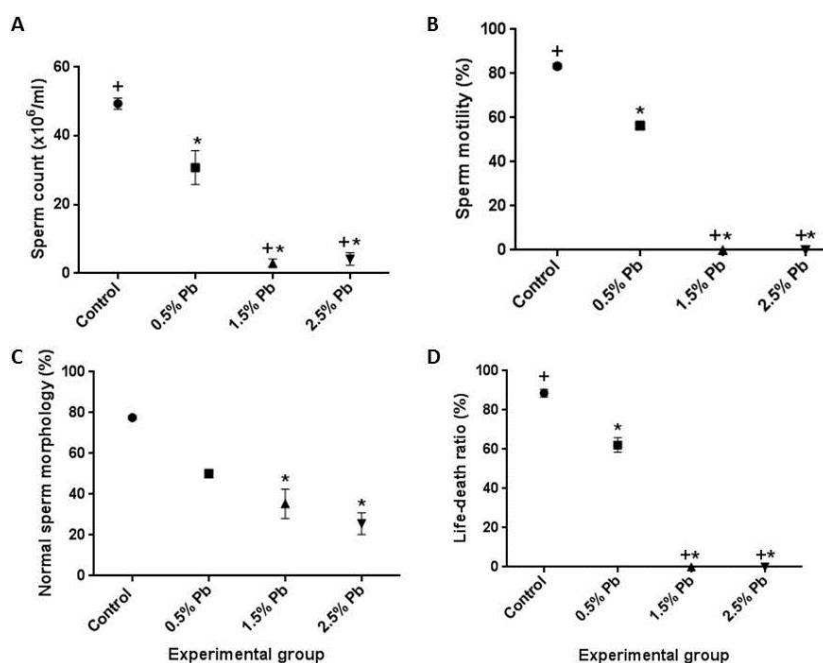 A
Sperm count (x10⁶/ml)
60
40
20
0
+
*
+*
+*
Control
0.5% Pb
1.5% Pb
2.5% Pb
B
Sperm motility (%)
100
80
60
40
20
0
+
*
+*
+*
Control
0.5% Pb
1.5% Pb
2.5% Pb
C
Normal sperm morphology (%)
100
80
60
40
20
0
*
*
Control
0.5% Pb
1.5% Pb
2.5% Pb
Experimental group
D
Life-death ratio (%)
100
80
60
40
20
0
+
*
+*
+*
Control
0.5% Pb
1.5% Pb
2.5% Pb
Experimental group